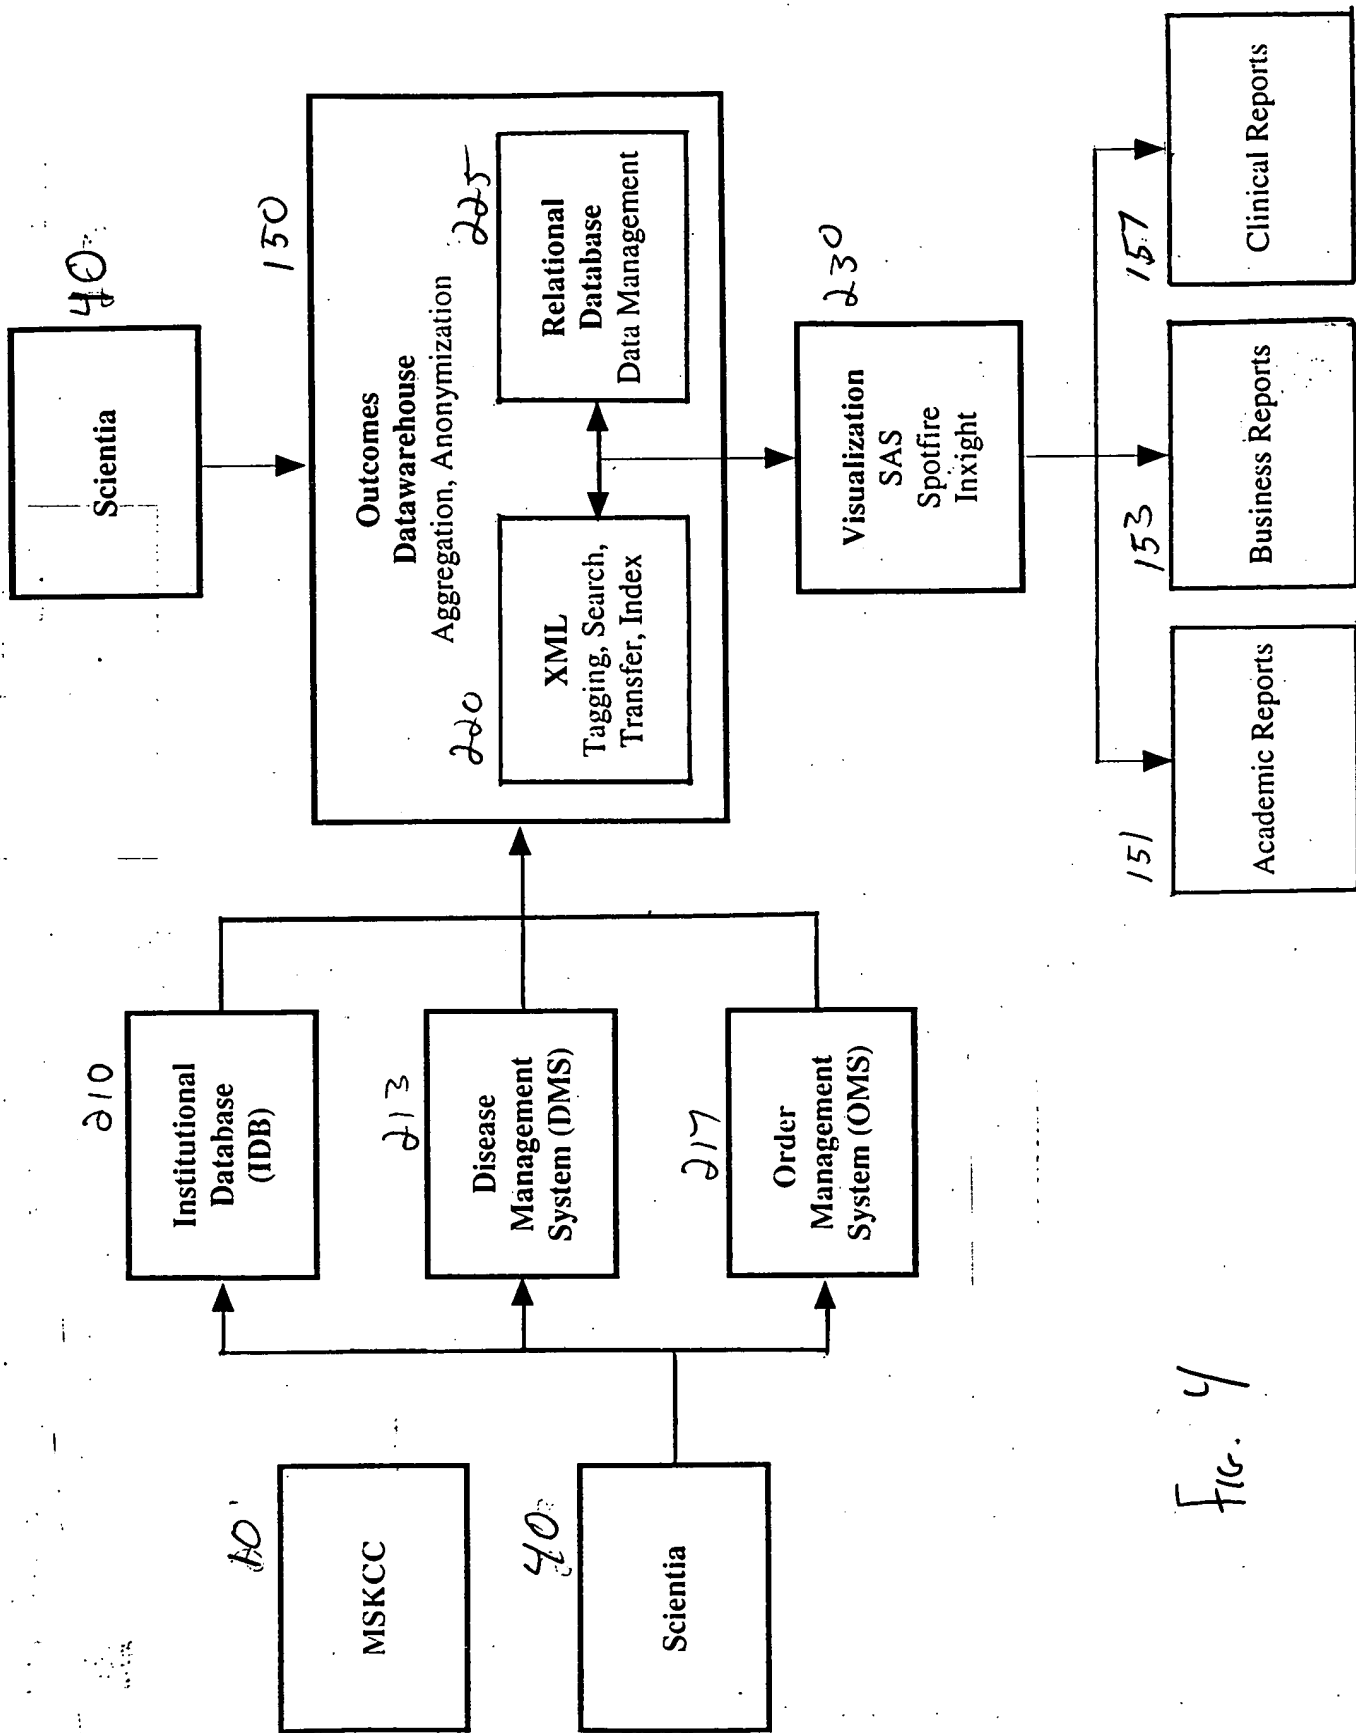 10'
MSKCC
40
Scientia
210
Institutional
Database
(IDB)
213
Disease
Management
System (DMS)
217
Order
Management
System (OMS)
40
Scientia
150
Outcomes
Datawarehouse
Aggregation, Anonymization
220
XML
Tagging, Search,
Transfer, Index
225
Relational
Database
Data Management
230
Visualization
SAS
Spotfire
Inxight
151
Academic Reports
153
Business Reports
157
Clinical Reports
FIG. 4